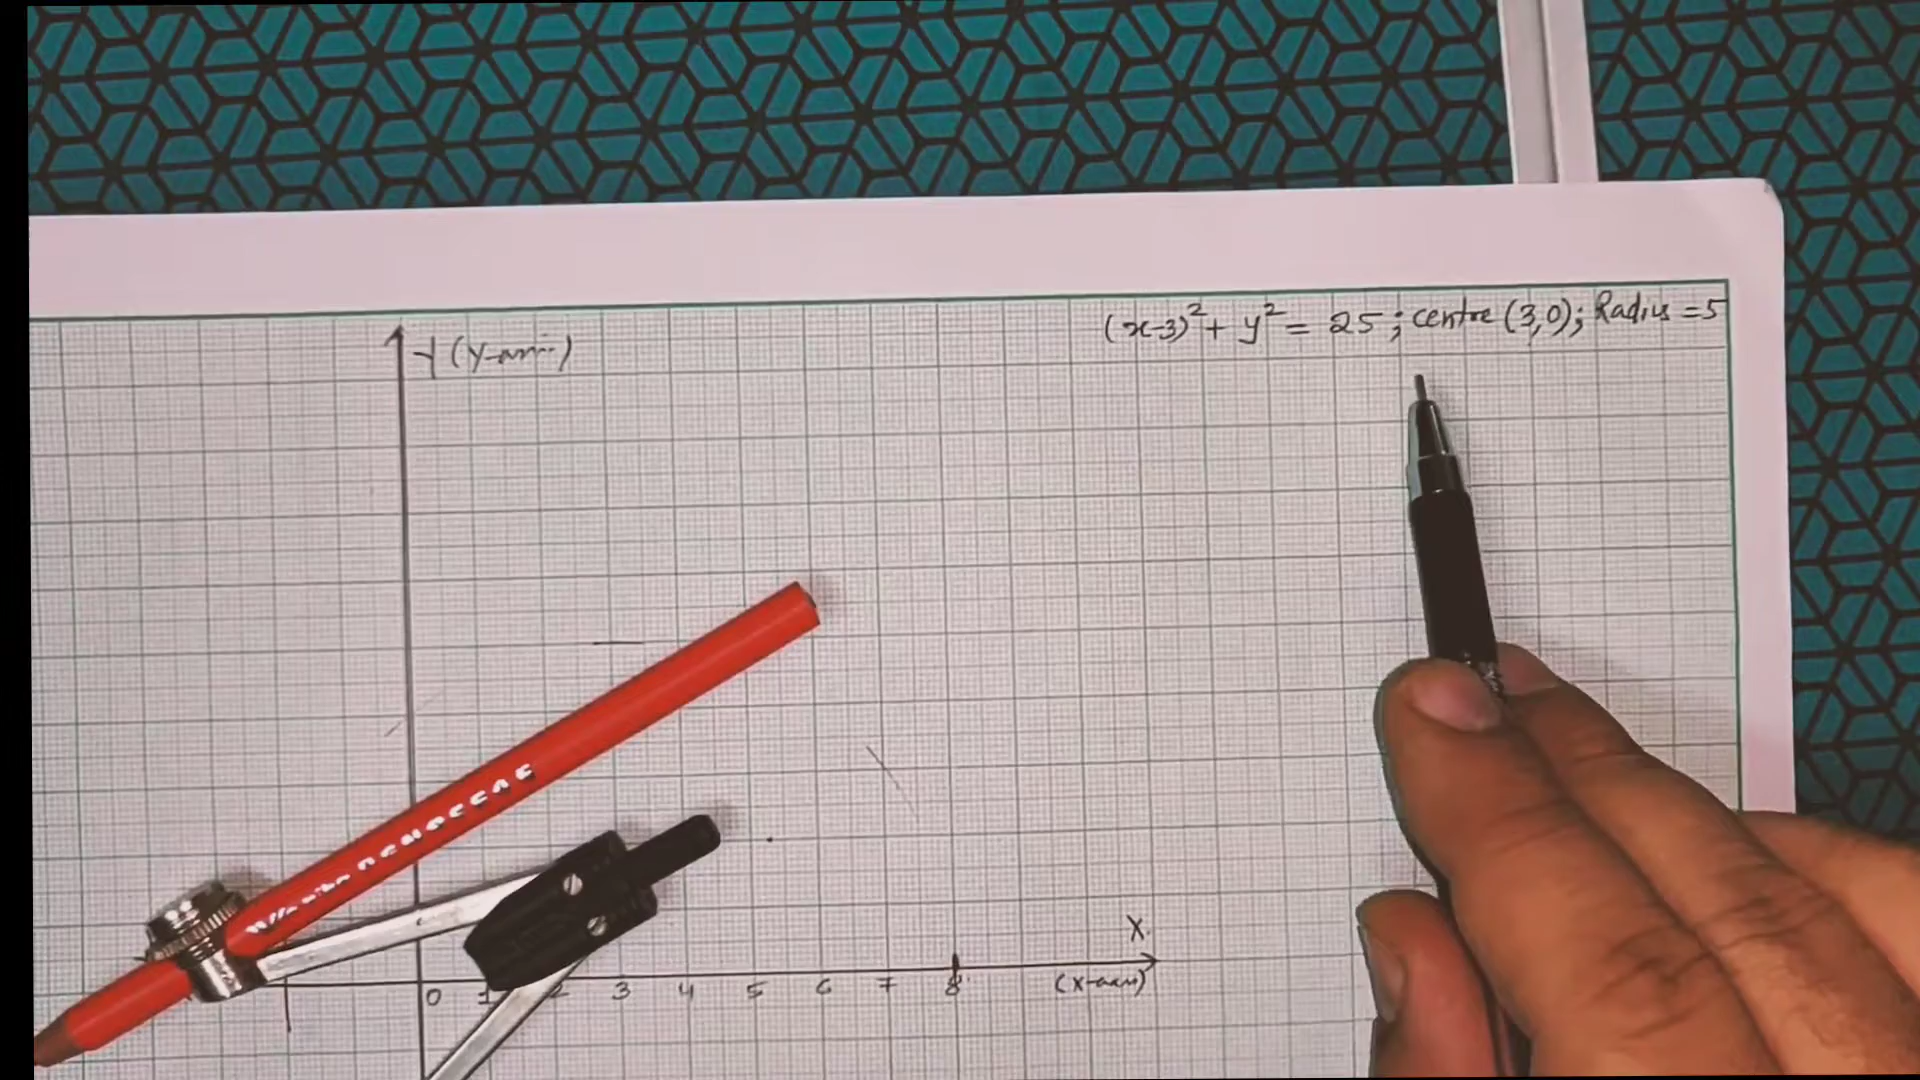 (x-3)² + y² = 25 ; centre (3,0); Radius = 5
Y (Y-axis)
X
0 1 2 3 4 5 6 7 8 (x-axis)